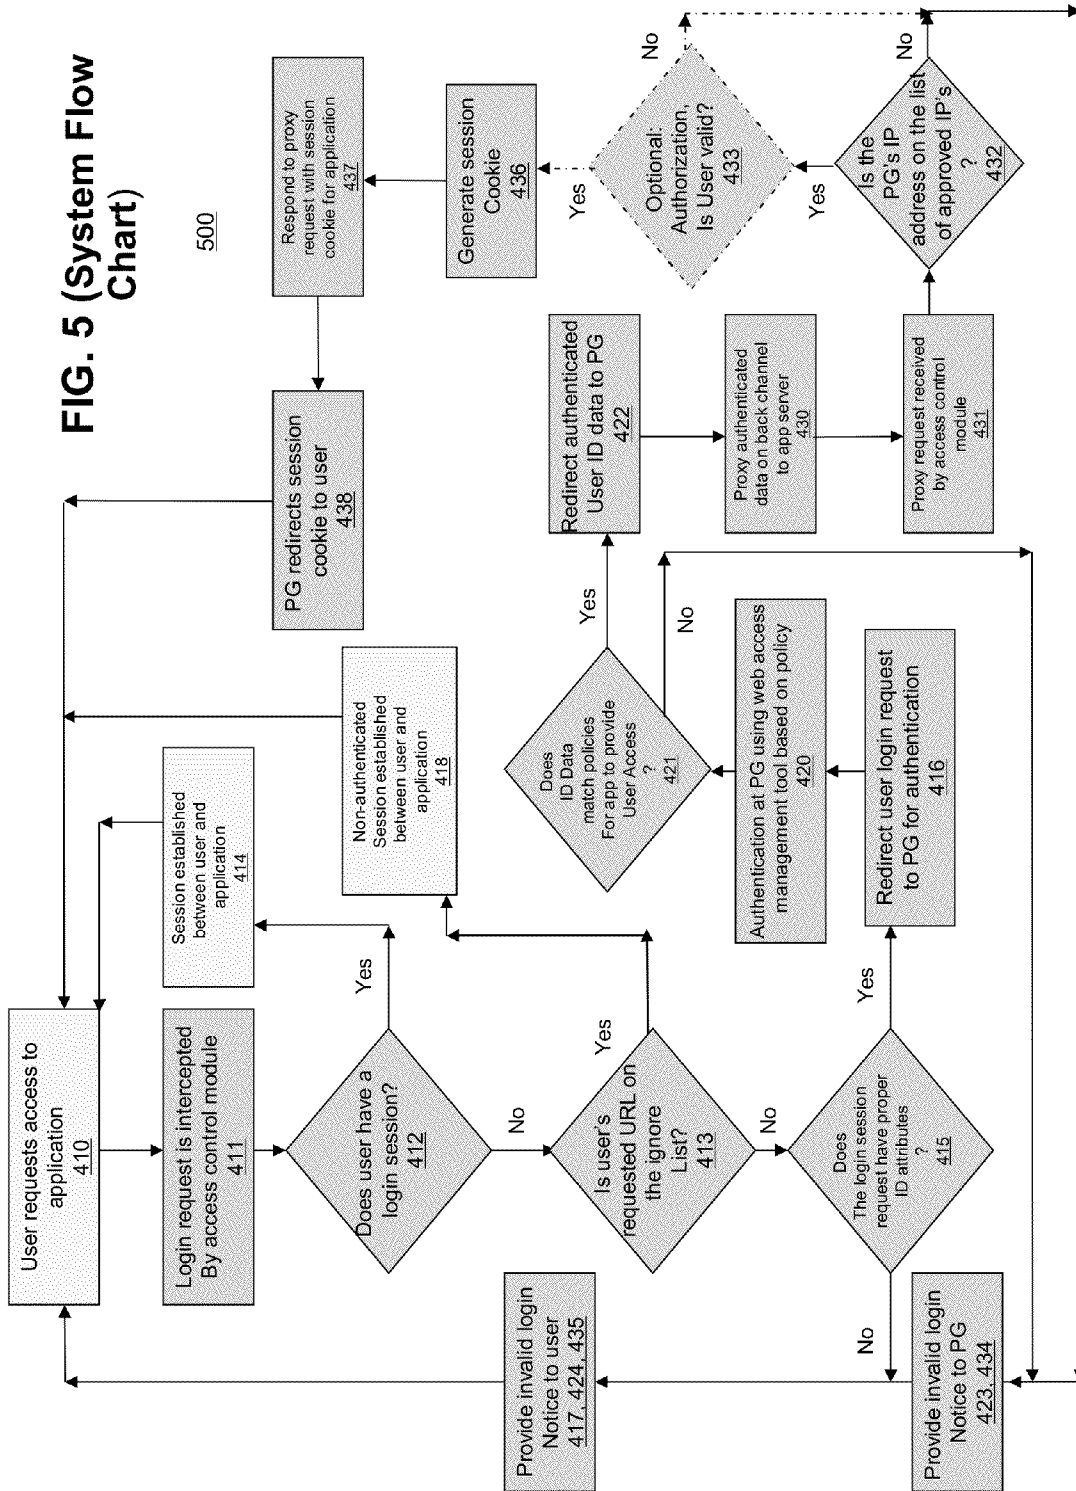 FIG. 5 (System Flow
Chart)
500
User requests access to
application
410
Login request is intercepted
By access control module
411
Does user have a
login session?
412
Yes
No
Session established
between user and
application
414
Is user's
requested URL on
the ignore
List?
413
Yes
No
Non-authenticated
Session established
between user and
application
418
Does
The login session
request have proper
ID attributes
?
415
Yes
No
Provide invalid login
Notice to user
417, 424, 435
Provide invalid login
Notice to PG
423, 434
Redirect user login request
to PG for authentication
416
Authentication at PG using web access
management tool based on policy
420
Does
ID Data
match policies
For app to provide
User Access
?
421
Yes
No
Redirect authenticated
User ID data to PG
422
Proxy authenticated
data on back channel
to app server
430
Proxy request received
by access control
module
431
Is the
PG's IP
address on the list
of approved IP's
?
432
Yes
No
Optional:
Authorization,
Is User valid?
433
Yes
No
Generate session
Cookie
436
Respond to proxy
request with session
cookie for application
437
PG redirects session
cookie to user
438